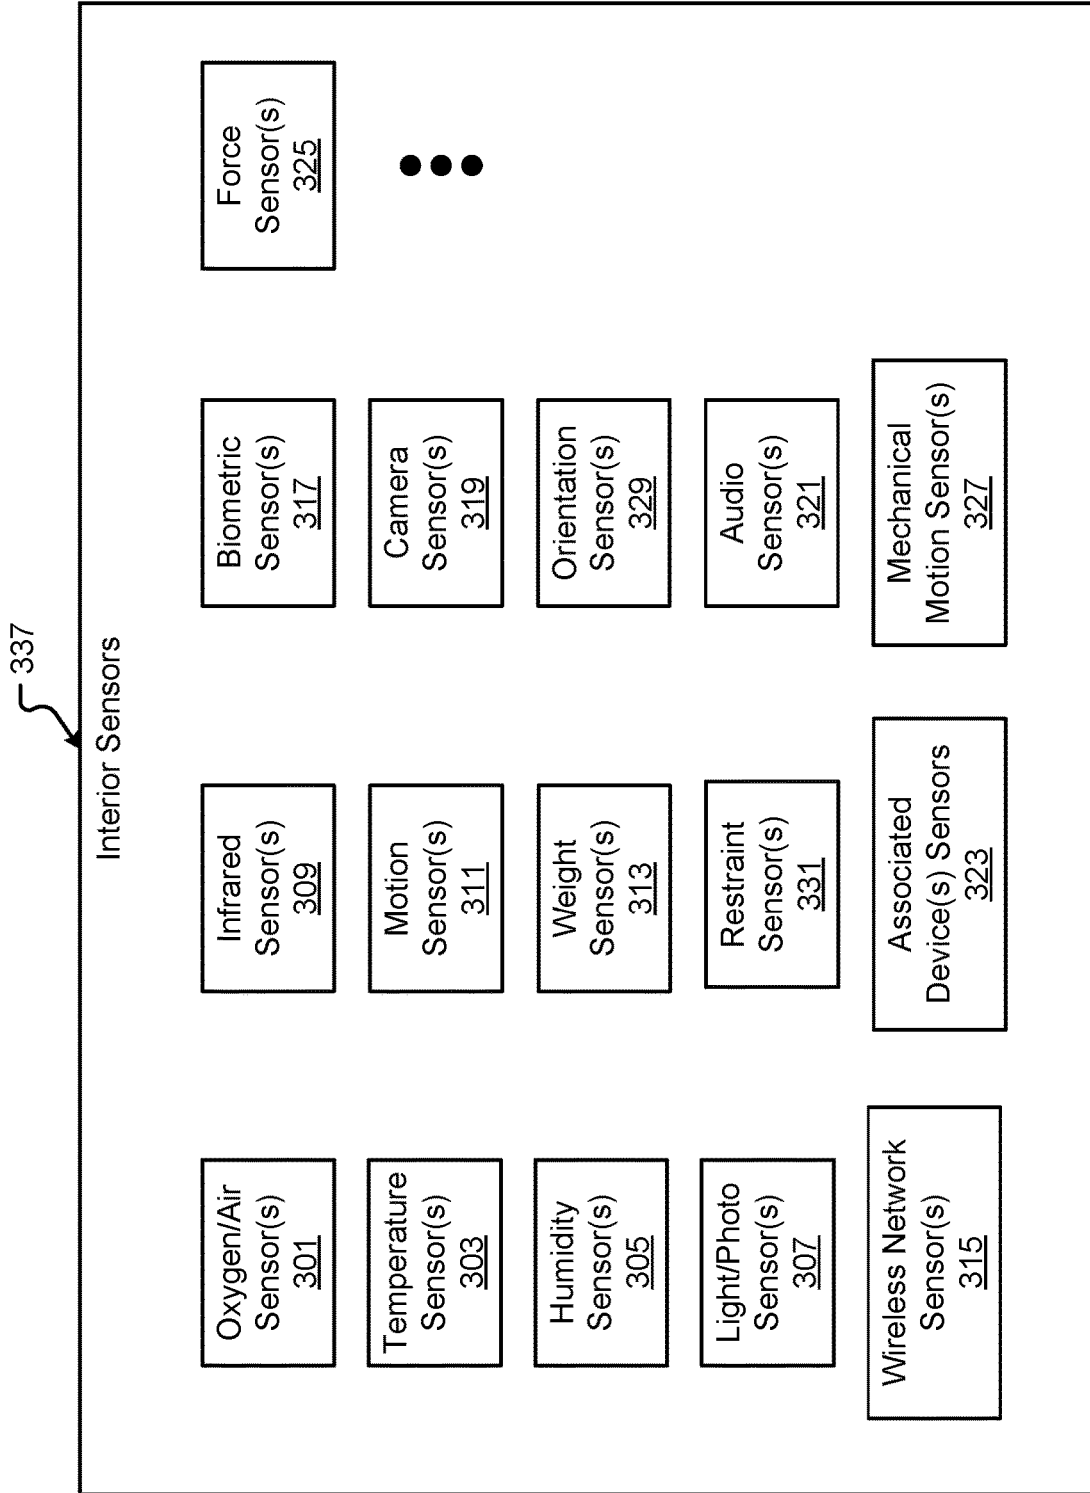 337
Interior Sensors
Oxygen/Air
Sensor(s)
301
Temperature
Sensor(s)
303
Humidity
Sensor(s)
305
Light/Photo
Sensor(s)
307
Wireless Network
Sensor(s)
315
Infrared
Sensor(s)
309
Motion
Sensor(s)
311
Weight
Sensor(s)
313
Restraint
Sensor(s)
331
Associated
Device(s) Sensors
323
Biometric
Sensor(s)
317
Camera
Sensor(s)
319
Orientation
Sensor(s)
329
Audio
Sensor(s)
321
Mechanical
Motion Sensor(s)
327
Force
Sensor(s)
325